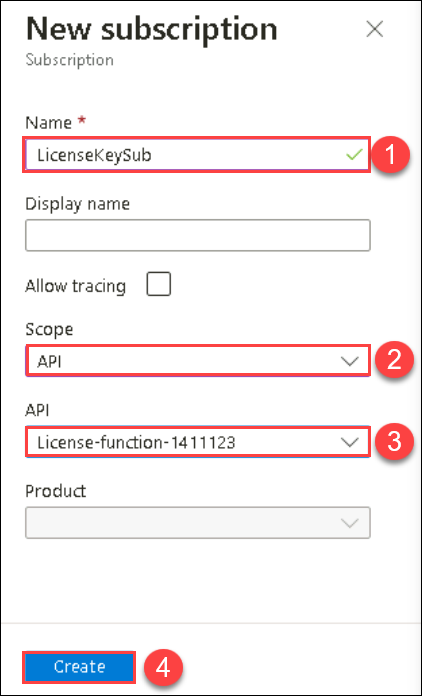 New subscription
Subscription
Name *
LicenseKeySub
1
Display name
Allow tracing
Scope
API
2
API
License-function-1411123
3
Product
Create
4